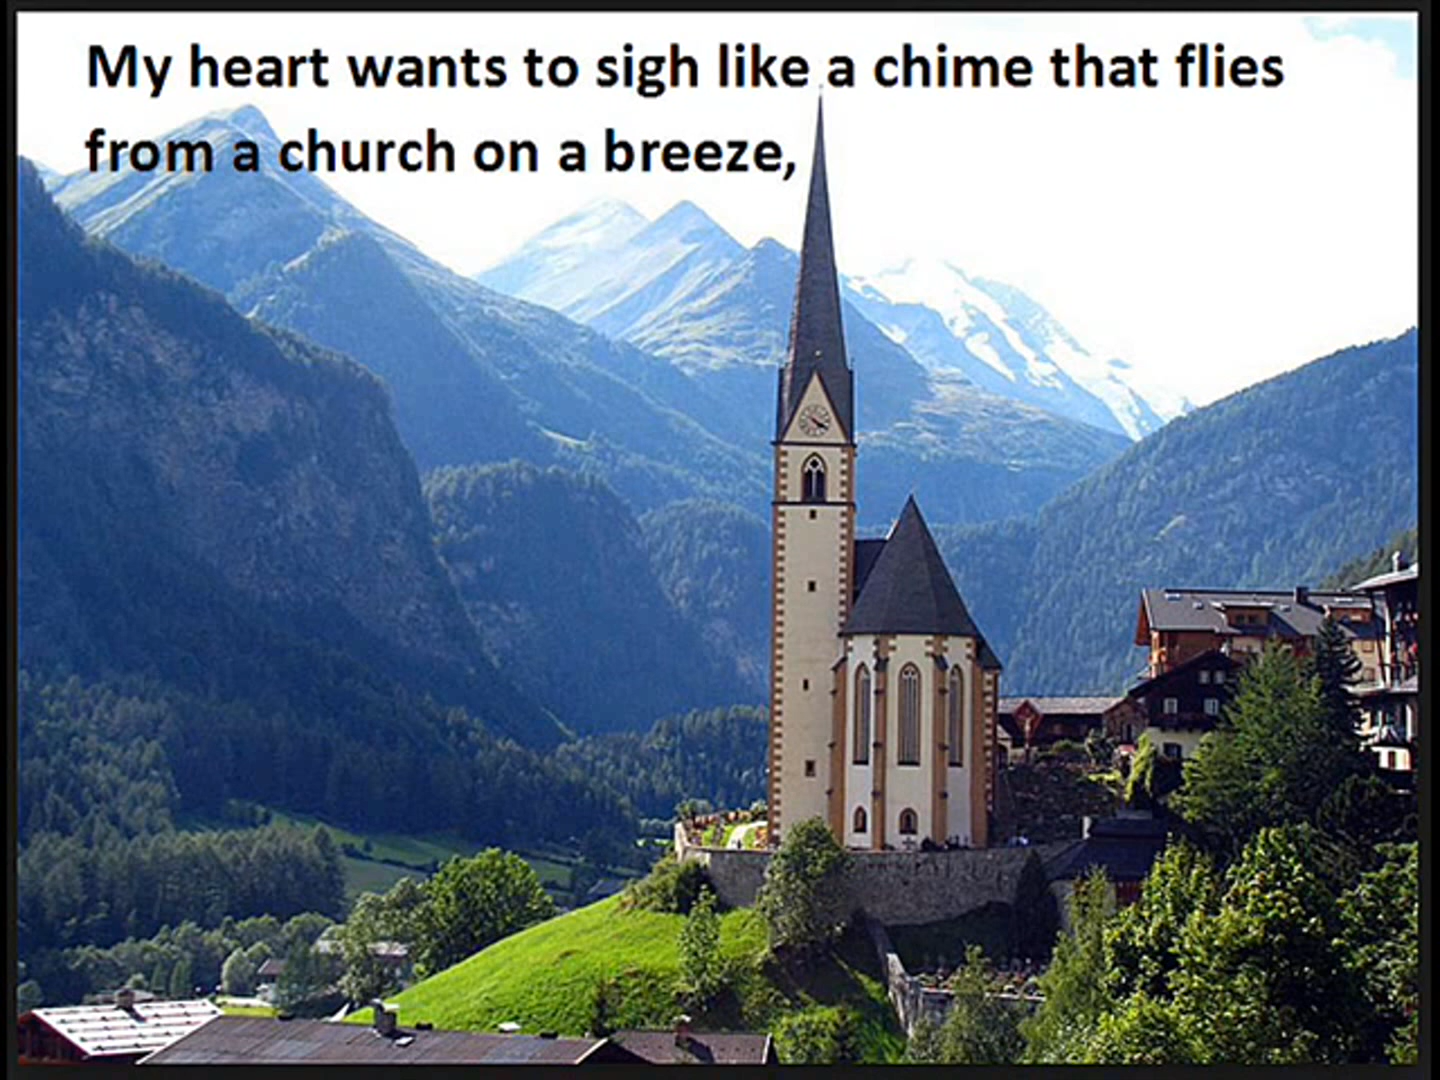 My heart wants to sigh like a chime that flies
from a church on a breeze,